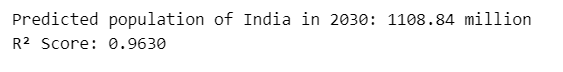 Predicted population of India in 2030: 1108.84 million
R² Score: 0.9630